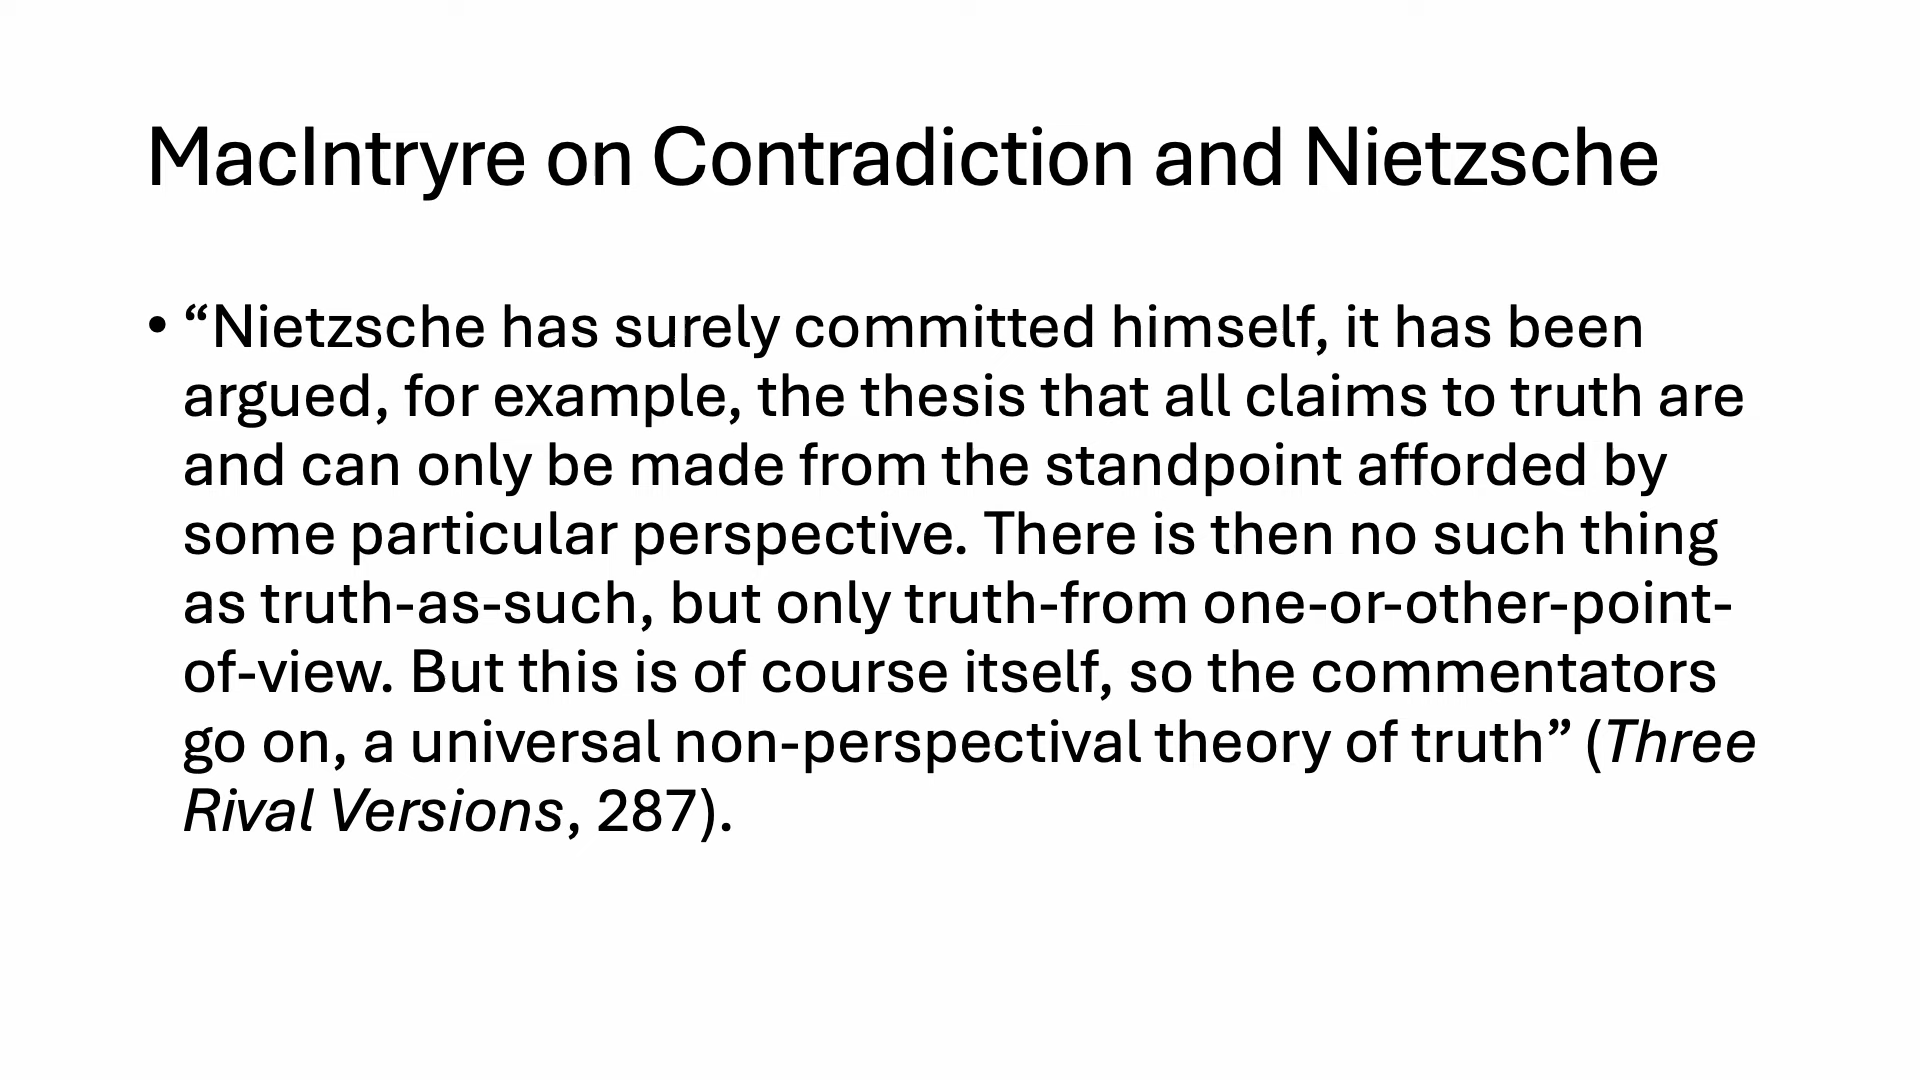 MacIntryre on Contradiction and Nietzsche
• “Nietzsche has surely committed himself, it has been
argued, for example, the thesis that all claims to truth are
and can only be made from the standpoint afforded by
some particular perspective. There is then no such thing
as truth-as-such, but only truth-from one-or-other-point-
of-view. But this is of course itself, so the commentators
go on, a universal non-perspectival theory of truth” (Three
Rival Versions, 287).